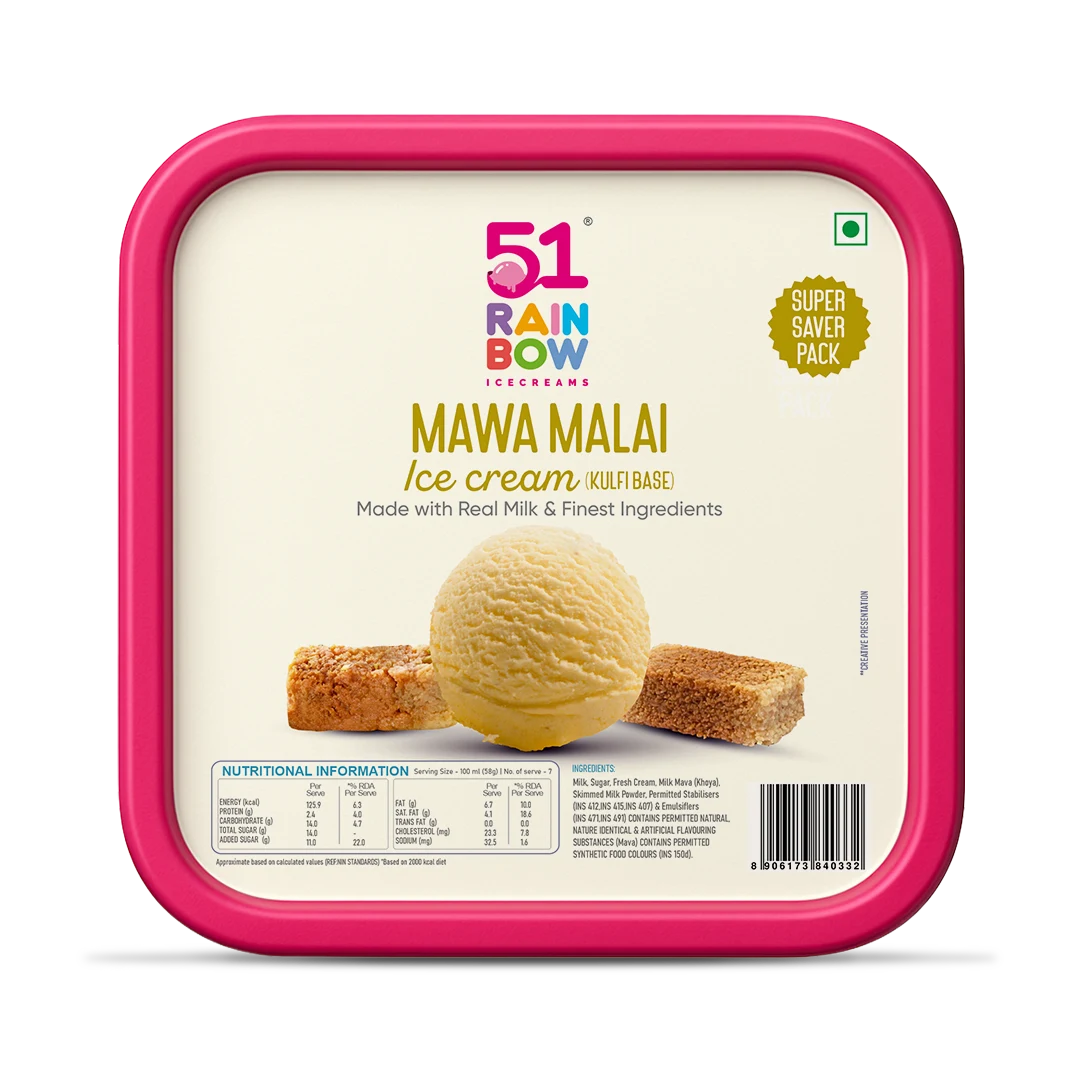 51
®
RAIN
BOW
ICECREAMS
SUPER
SAVER
PACK
MAWA MALAI
Ice cream (KULFI BASE)
Made with Real Milk & Finest Ingredients
**CREATIVE PRESENTATION
NUTRITIONAL INFORMATION Serving Size - 100 ml (58g) | No. of serve - 7
Per Serve *% RDA Per Serve
ENERGY (kcal) 125.9 6.3
PROTEIN (g) 2.4 4.0
CARBOHYDRATE (g) 14.0 4.7
TOTAL SUGAR (g) 14.0 -
ADDED SUGAR (g) 11.0 22.0
Per Serve *% RDA Per Serve
FAT (g) 6.7 10.0
SAT. FAT (g) 4.1 18.6
TRANS FAT (g) 0.0 0.0
CHOLESTEROL (mg) 23.3 7.8
SODIUM (mg) 32.5 1.6
Approximate based on calculated values (REF:NIN STANDARDS) *Based on 2000 kcal diet
INGREDIENTS:
Milk, Sugar, Fresh Cream, Milk Mava (Khoya),
Skimmed Milk Powder, Permitted Stabilisers
(INS 412,INS 415,INS 407) & Emulsifiers
(INS 471,INS 491) CONTAINS PERMITTED NATURAL,
NATURE IDENTICAL & ARTIFICIAL FLAVOURING
SUBSTANCES (Mava) CONTAINS PERMITTED
SYNTHETIC FOOD COLOURS (INS 150d).
8 906173 840332